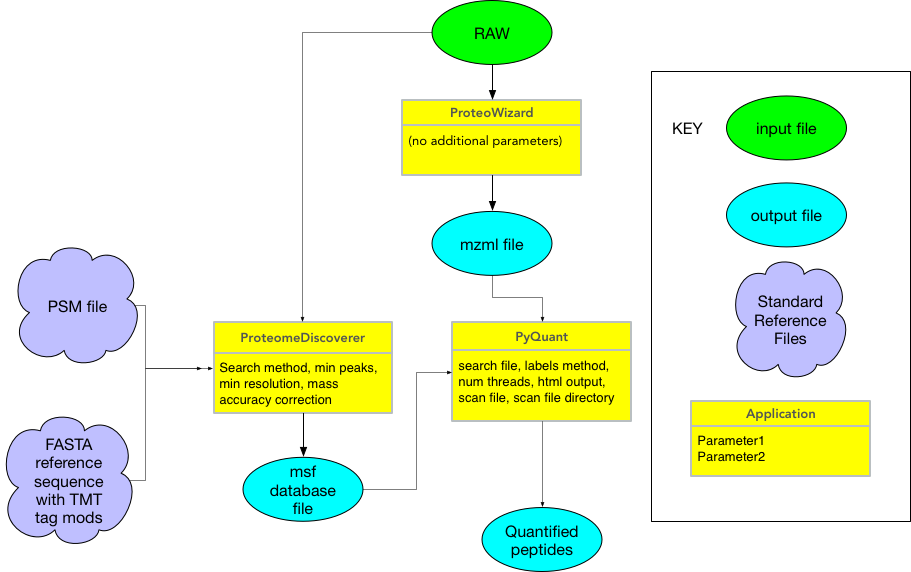 RAW
ProteoWizard
(no additional parameters)
KEY
input file
output file
mzml file
PSM file
Standard
Reference
Files
ProteomeDiscoverer
Search method, min peaks,
min resolution, mass
accuracy correction
PyQuant
search file, labels method,
num threads, html output,
scan file, scan file directory
Application
Parameter1
Parameter2
FASTA
reference
sequence
with TMT
tag mods
msf
database
file
Quantified
peptides